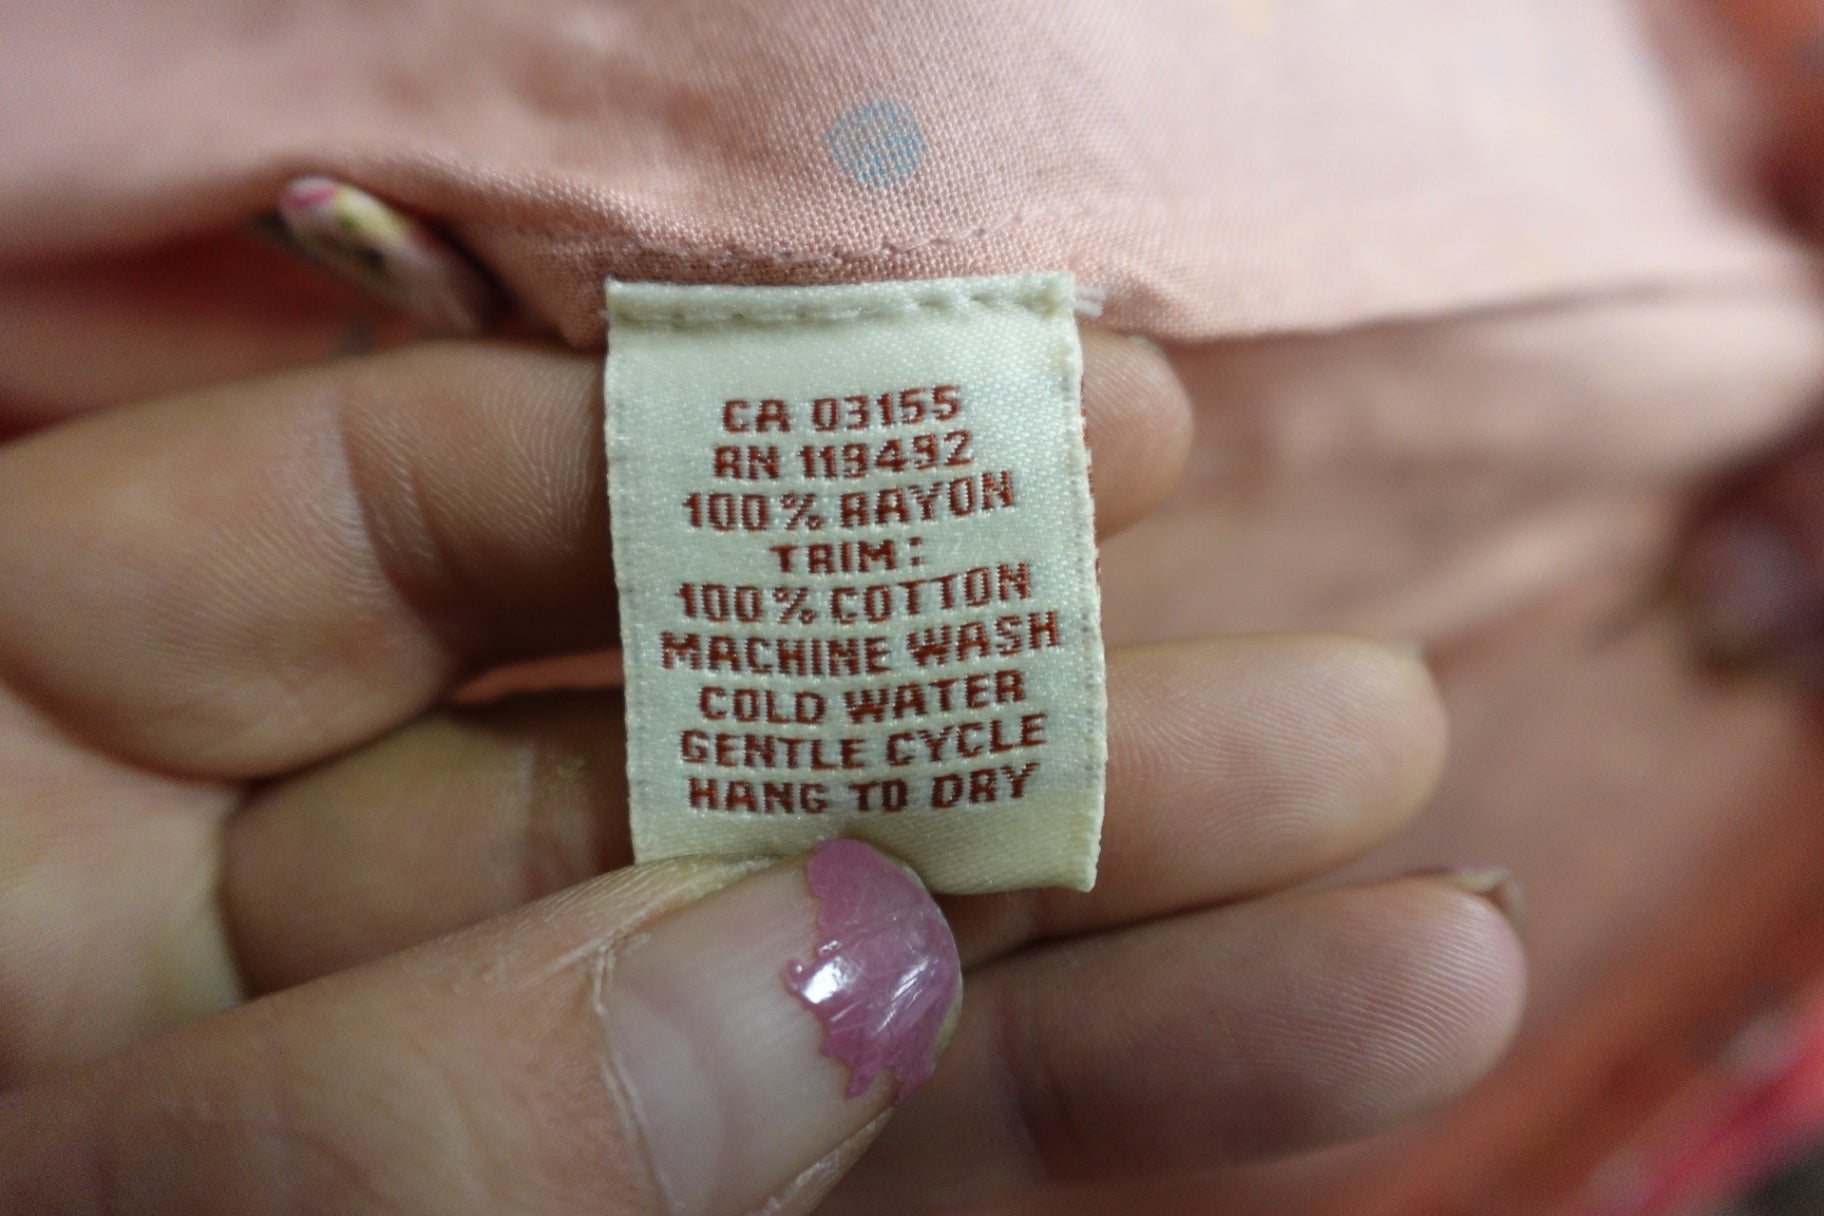 CA 03155
RN 119492
100% RAYON
TRIM:
100% COTTON
MACHINE WASH
COLD WATER
GENTLE CYCLE
HANG TO DRY